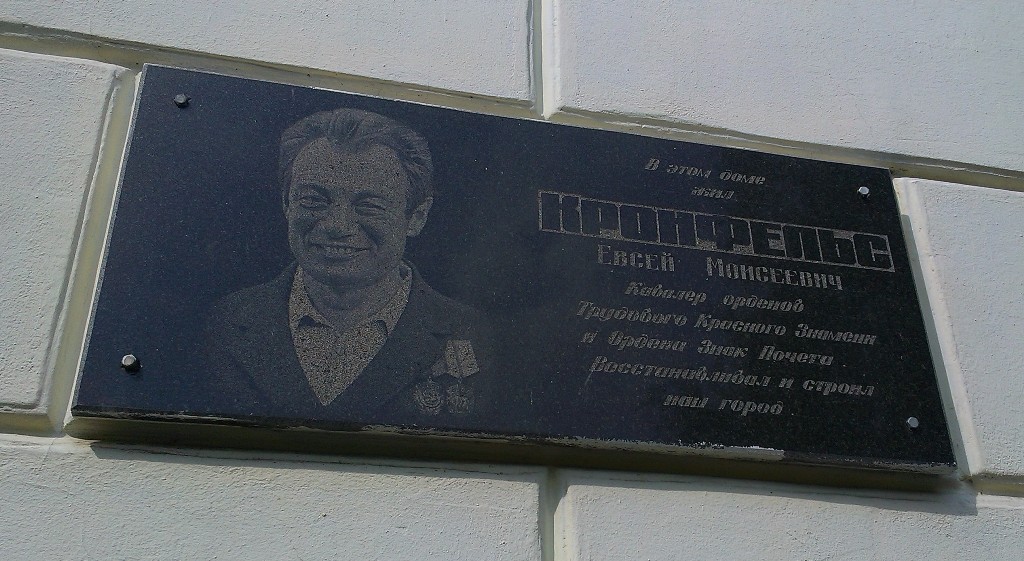 В этом доме
жил
КРОНФЕЛЬС
ЕВСЕЙ МОИСЕЕВИЧ
Кавалер орденов
Трудового Красного Знамени
и Ордена Знак Почета
Восстанавливал и строил
наш город